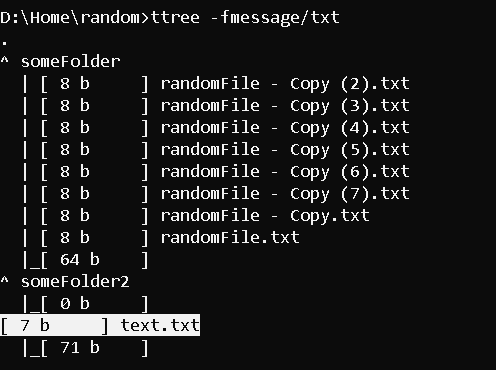 D:\Home\random>ttree -fmessage/txt
.
^ someFolder
  | [ 8 b     ] randomFile - Copy (2).txt
  | [ 8 b     ] randomFile - Copy (3).txt
  | [ 8 b     ] randomFile - Copy (4).txt
  | [ 8 b     ] randomFile - Copy (5).txt
  | [ 8 b     ] randomFile - Copy (6).txt
  | [ 8 b     ] randomFile - Copy (7).txt
  | [ 8 b     ] randomFile - Copy.txt
  | [ 8 b     ] randomFile.txt
  |_[ 64 b    ]
^ someFolder2
  |_[ 0 b     ]
[ 7 b     ] text.txt
  |_[ 71 b    ]